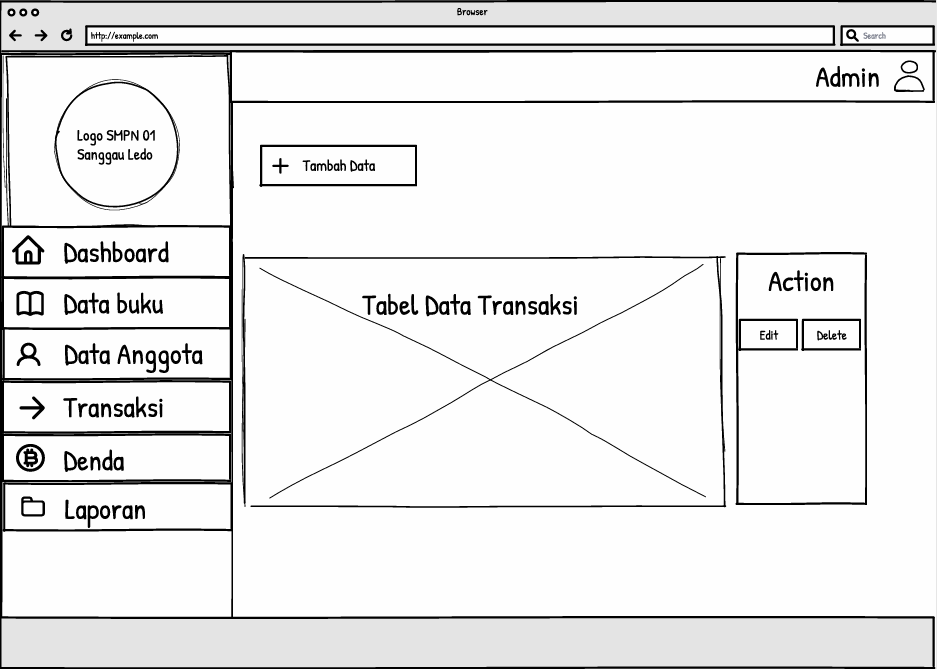 Browser
http://example.com
Search
Admin
Logo SMPN 01
Sanggau Ledo
Tambah Data
Dashboard
Data buku
Data Anggota
Transaksi
Denda
Laporan
Tabel Data Transaksi
Action
Edit
Delete